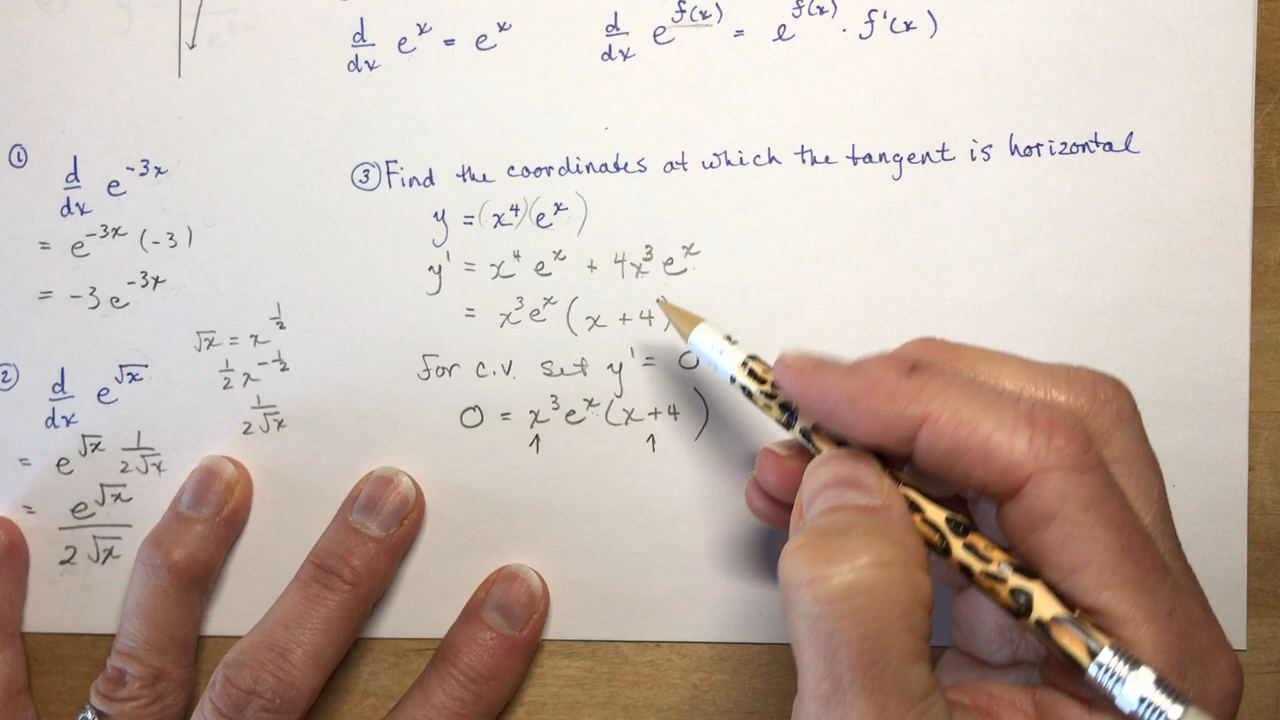 d/dx e^x = e^x
d/dx e^f(x) = e^f(x) · f'(x)
① d/dx e^-3x
= e^-3x (-3)
= -3e^-3x
② d/dx e^√x
√x = x^1/2
1/2 x^-1/2
1/2√x
= e^√x 1/2√x
= e^√x/2√x
③ Find the coordinates at which the tangent is horizontal
y = (x^4)(e^x)
y' = x^4 e^x + 4x^3 e^x
= x^3 e^x (x + 4)
For c.v. set y' = 0
0 = x^3 e^x (x+4)
↑ ↑